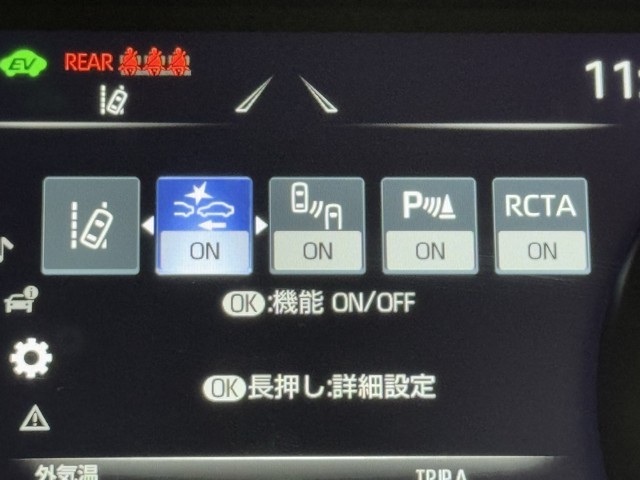 EV REAR
11:
ON ON P ON RCTA ON
OK:機能 ON/OFF
OK長押し:詳細設定
外気温 TRIP A